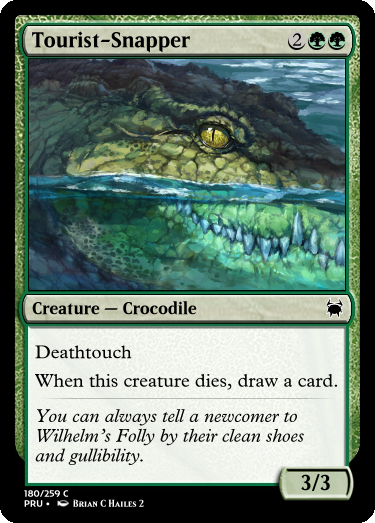 Tourist-Snapper 2
Creature — Crocodile
Deathtouch
When this creature dies, draw a card.
You can always tell a newcomer to
Wilhelm's Folly by their clean shoes
and gullibility.
3/3
180/259 C
PRU • Brian C Hailes 2